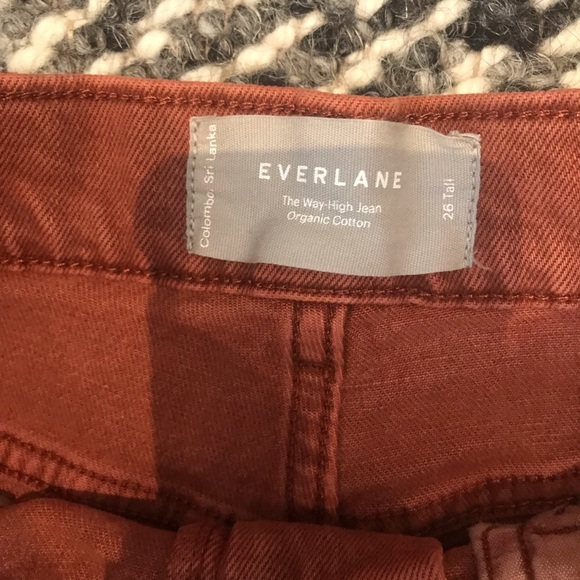 Colombo, Sri Lanka
EVERLANE
The Way-High Jean
Organic Cotton
26 Tall